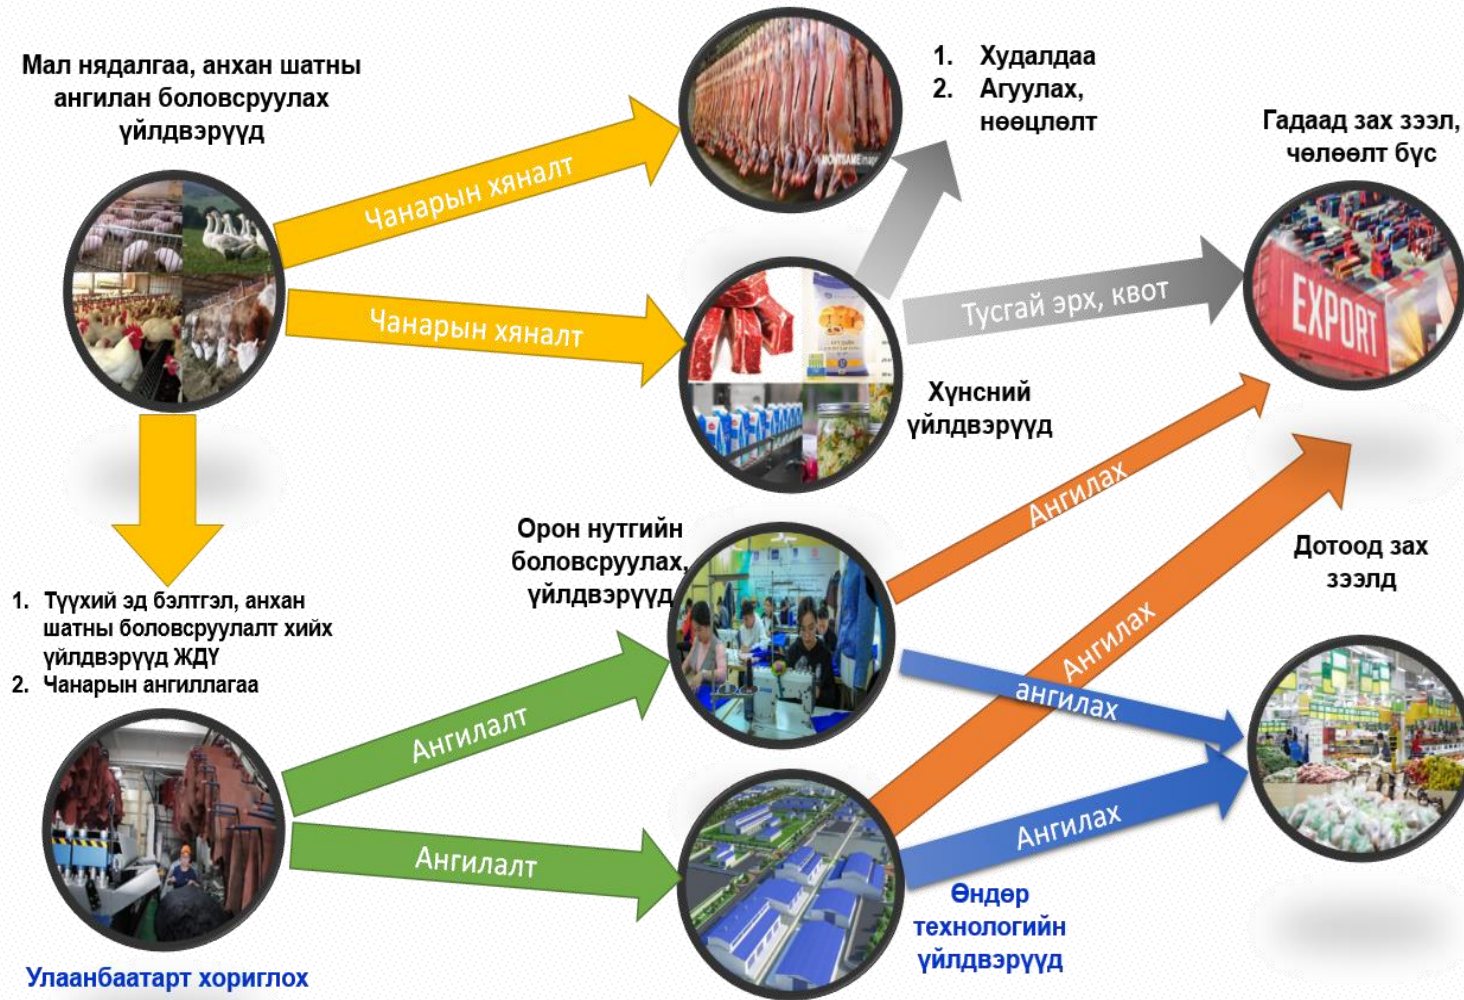 Мал нядалгаа, анхан шатны
ангилан боловсруулах
үйлдвэрүүд
1. Худалдаа
2. Агуулах,
нөөцлөлт
Гадаад зах зээл,
чөлөөлт бүс
MONTSAME
Чанарын хяналт
Чанарын хяналт
Тусгай эрх, квот
EXPORT
Хүнсний
үйлдвэрүүд
Ангилах
Орон нутгийн
боловсруулах,
үйлдвэрүүд
Дотоод зах
зээлд
1. Түүхий эд бэлтгэл, анхан
шатны боловсруулалт хийх
үйлдвэрүүд ЖДҮ
2. Чанарын ангиллагаа
Ангилах
ангилах
Ангилалт
Ангилах
Ангилалт
Өндөр
технологийн
үйлдвэрүүд
Улаанбаатарт хориглох